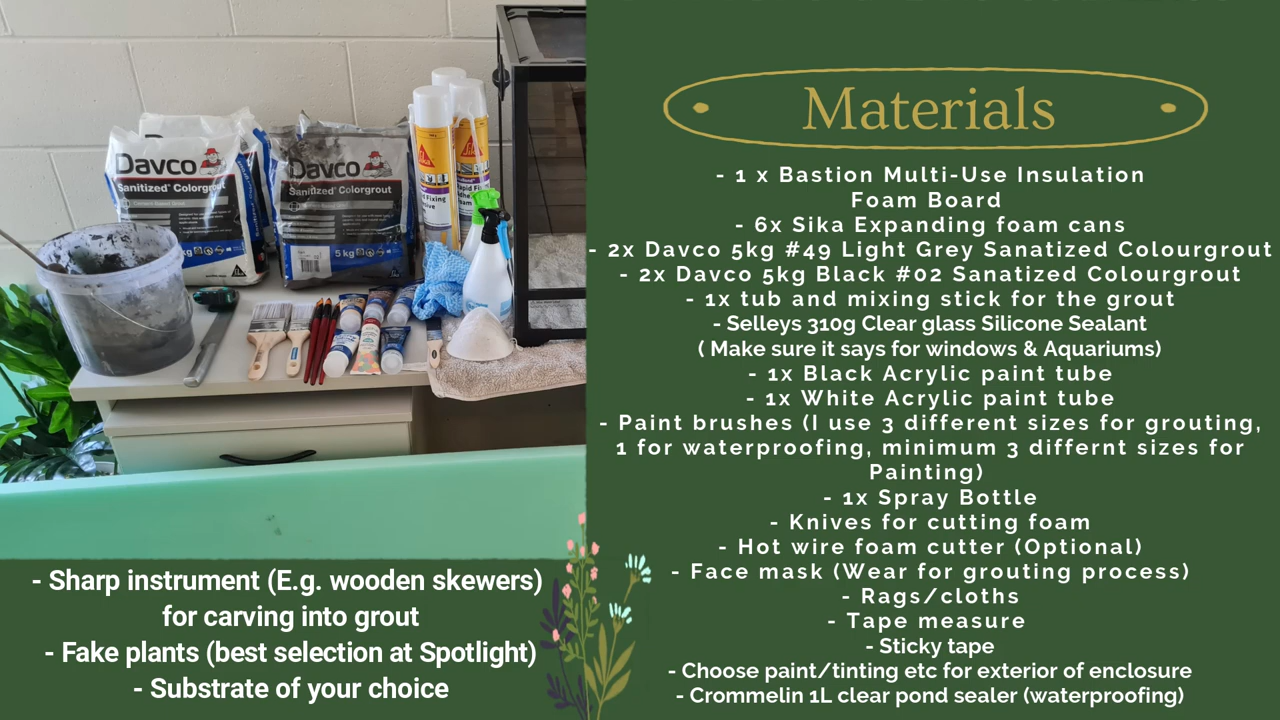 Materials
- 1 x Bastion Multi-Use Insulation
Foam Board
- 6x Sika Expanding foam cans
- 2x Davco 5kg #49 Light Grey Sanatized Colourgrout
- 2x Davco 5kg Black #02 Sanatized Colourgrout
- 1x tub and mixing stick for the grout
- Selleys 310g Clear glass Silicone Sealant
( Make sure it says for windows & Aquariums)
- 1x Black Acrylic paint tube
- 1x White Acrylic paint tube
- Paint brushes (I use 3 different sizes for grouting,
1 for waterproofing, minimum 3 differnt sizes for
Painting)
- 1x Spray Bottle
- Knives for cutting foam
- Hot wire foam cutter (Optional)
- Face mask (Wear for grouting process)
- Rags/cloths
- Tape measure
- Sticky tape
- Choose paint/tinting etc for exterior of enclosure
- Crommelin 1L clear pond sealer (waterproofing)
- Sharp instrument (E.g. wooden skewers)
for carving into grout
- Fake plants (best selection at Spotlight)
- Substrate of your choice
Davco
Sanitized Colorgrout
Davco
Sanitized Colorgrout
5kg